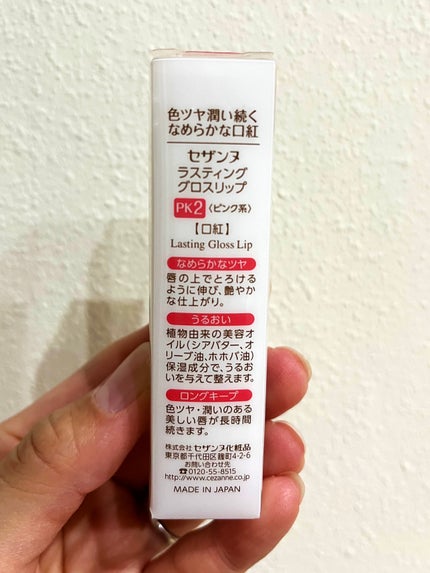 色ツヤ潤い続く
なめらかな口紅
セザンヌ
ラスティング
グロスリップ
PK2〈ピンク系〉
【口紅】
Lasting Gloss Lip
なめらかなツヤ
唇の上でとろける
ように伸び、艶やか
な仕上がり。
うるおい
植物由来の美容オ
イル(シアバター、オ
リーブ油、ホホバ油)
保湿成分で、うるお
いを与えて整えます。
ロングキープ
色ツヤ・潤いのある
美しい唇が長時間
続きます。
株式会社 セザンヌ化粧品
東京都千代田区麹町4-2-6
お問い合わせ先
☎0120-55-8515
http://www.cezanne.co.jp
MADE IN JAPAN